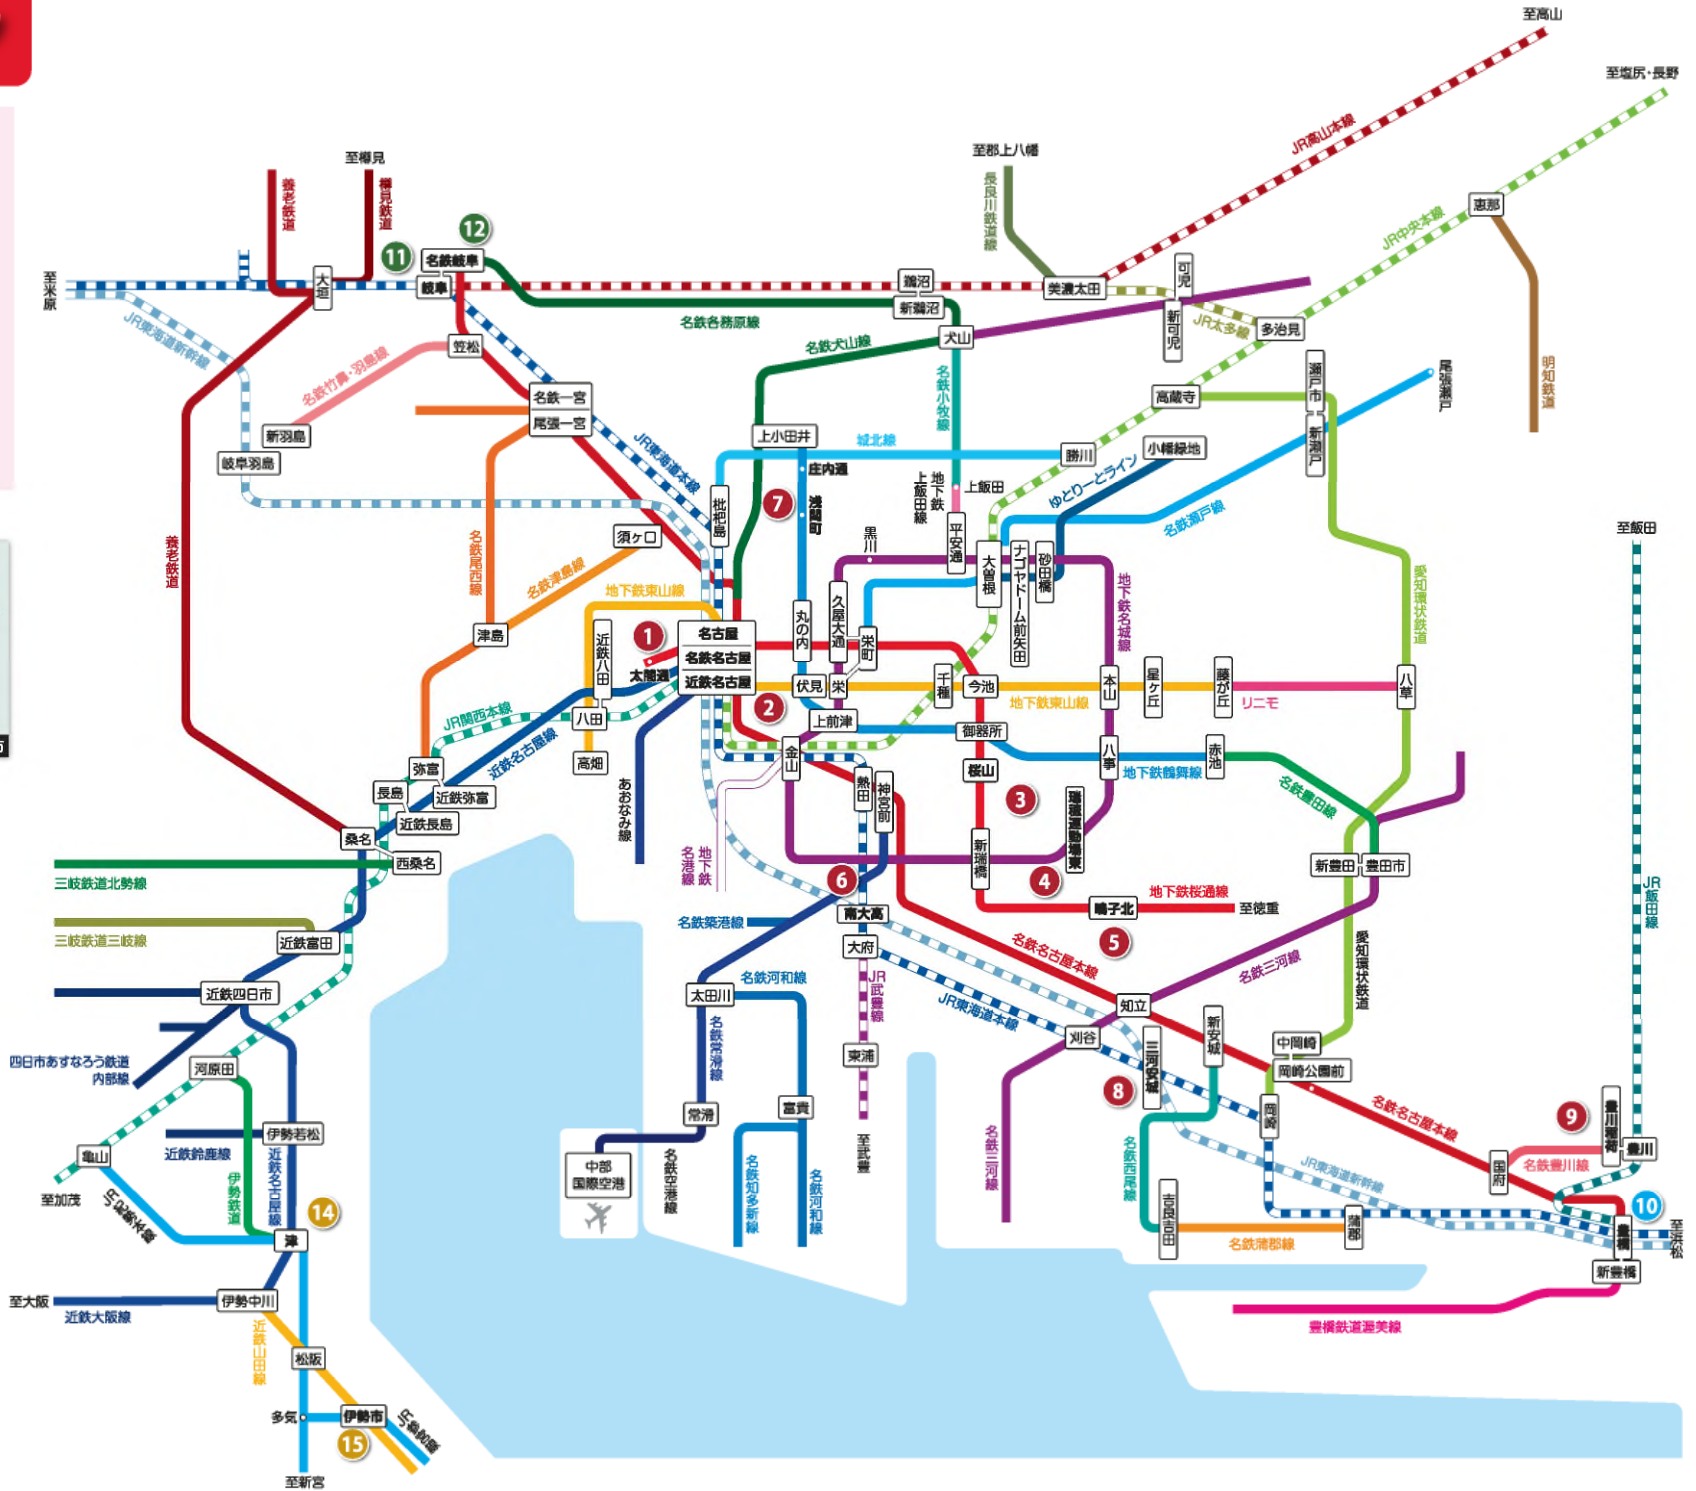 至高山
至塩尻・長野
JR高山本線
至郡上八幡
長良川鉄道線
至樽見
養老鉄道
樽見鉄道
恵那
JR中央本線
12
11
名鉄岐阜
岐阜
大垣
至米原
鵜沼
新鵜沼
美濃太田
可児
新可児
JR太多線
多治見
JR東海道新幹線
名鉄各務原線
名鉄犬山線
犬山
笠松
名鉄竹鼻・羽島線
名鉄小牧線
瀬戸市
尾張瀬戸
明知鉄道
名鉄一宮
尾張一宮
高蔵寺
新羽島
岐阜羽島
JR東海道本線
上小田井
城北線
勝川
小幡緑地
新瀬戸
庄内通
ゆとりーとライン
枇杷島
7
浅間町
地下鉄
上飯田線
上飯田
名鉄瀬戸線
須ヶ口
黒川
平安通
大曽根
ナゴヤドーム前矢田
砂田橋
至飯田
養老鉄道
名鉄尾西線
名鉄津島線
地下鉄東山線
久屋大通
地下鉄名城線
愛知環状鉄道
津島
近鉄八田
1
名古屋
名鉄名古屋
近鉄名古屋
太閤通
丸の内
栄町
千種
今池
本山
星ヶ丘
藤が丘
リニモ
八草
伏見
栄
地下鉄東山線
2
JR関西本線
八田
上前津
御器所
近鉄名古屋線
高畑
金山
桜山
八事
地下鉄鶴舞線
赤池
名鉄豊田線
弥富
近鉄弥富
長島
近鉄長島
あおなみ線
熱田
神宮前
3
瑞穂運動場東
桑名
西桑名
地下鉄
名港線
新瑞橋
新豊田
豊田市
三岐鉄道北勢線
6
4
地下鉄桜通線
JR飯田線
南大高
鳴子北
至徳重
名鉄築港線
三岐鉄道三岐線
近鉄富田
大府
5
名鉄名古屋本線
名鉄三河線
愛知環状鉄道
名鉄河和線
JR武豊線
近鉄四日市
太田川
JR東海道本線
知立
名鉄常滑線
刈谷
新安城
中岡崎
岡崎公園前
四日市あすなろう鉄道
内部線
河原田
東浦
三河安城
8
常滑
富貴
岡崎
名鉄名古屋本線
9
豊川稲荷
豊川
伊勢若松
近鉄鈴鹿線
近鉄名古屋線
至武豊
名鉄三河線
名鉄西尾線
亀山
至加茂
JR紀勢本線
伊勢鉄道
中部
国際空港
名鉄空港線
名鉄知多新線
名鉄河和線
JR東海道新幹線
国府
名鉄豊川線
14
津
吉良吉田
名鉄蒲郡線
蒲郡
10
豊橋
至浜松
新豊橋
至大阪
近鉄大阪線
伊勢中川
近鉄山田線
豊橋鉄道渥美線
松阪
多気
伊勢市
15
JR参宮線
至新宮